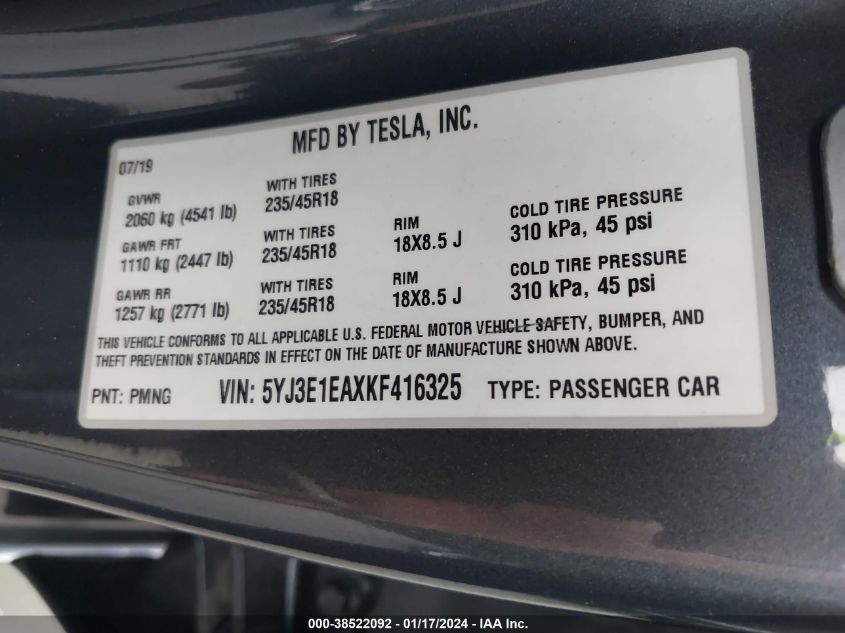 MFD BY TESLA, INC.
07/19
GVWR
2060 kg (4541 lb)
WITH TIRES
235/45R18
GAWR FRT
1110 kg (2447 lb)
WITH TIRES
235/45R18
RIM
18X8.5 J
COLD TIRE PRESSURE
310 kPa, 45 psi
GAWR RR
1257 kg (2771 lb)
WITH TIRES
235/45R18
RIM
18X8.5 J
COLD TIRE PRESSURE
310 kPa, 45 psi
THIS VEHICLE CONFORMS TO ALL APPLICABLE U.S. FEDERAL MOTOR VEHICLE SAFETY, BUMPER, AND
THEFT PREVENTION STANDARDS IN EFFECT ON THE DATE OF MANUFACTURE SHOWN ABOVE.
PNT: PMNG VIN: 5YJ3E1EAXKF416325 TYPE: PASSENGER CAR
000-38522092 - 01/17/2024 - IAA Inc.